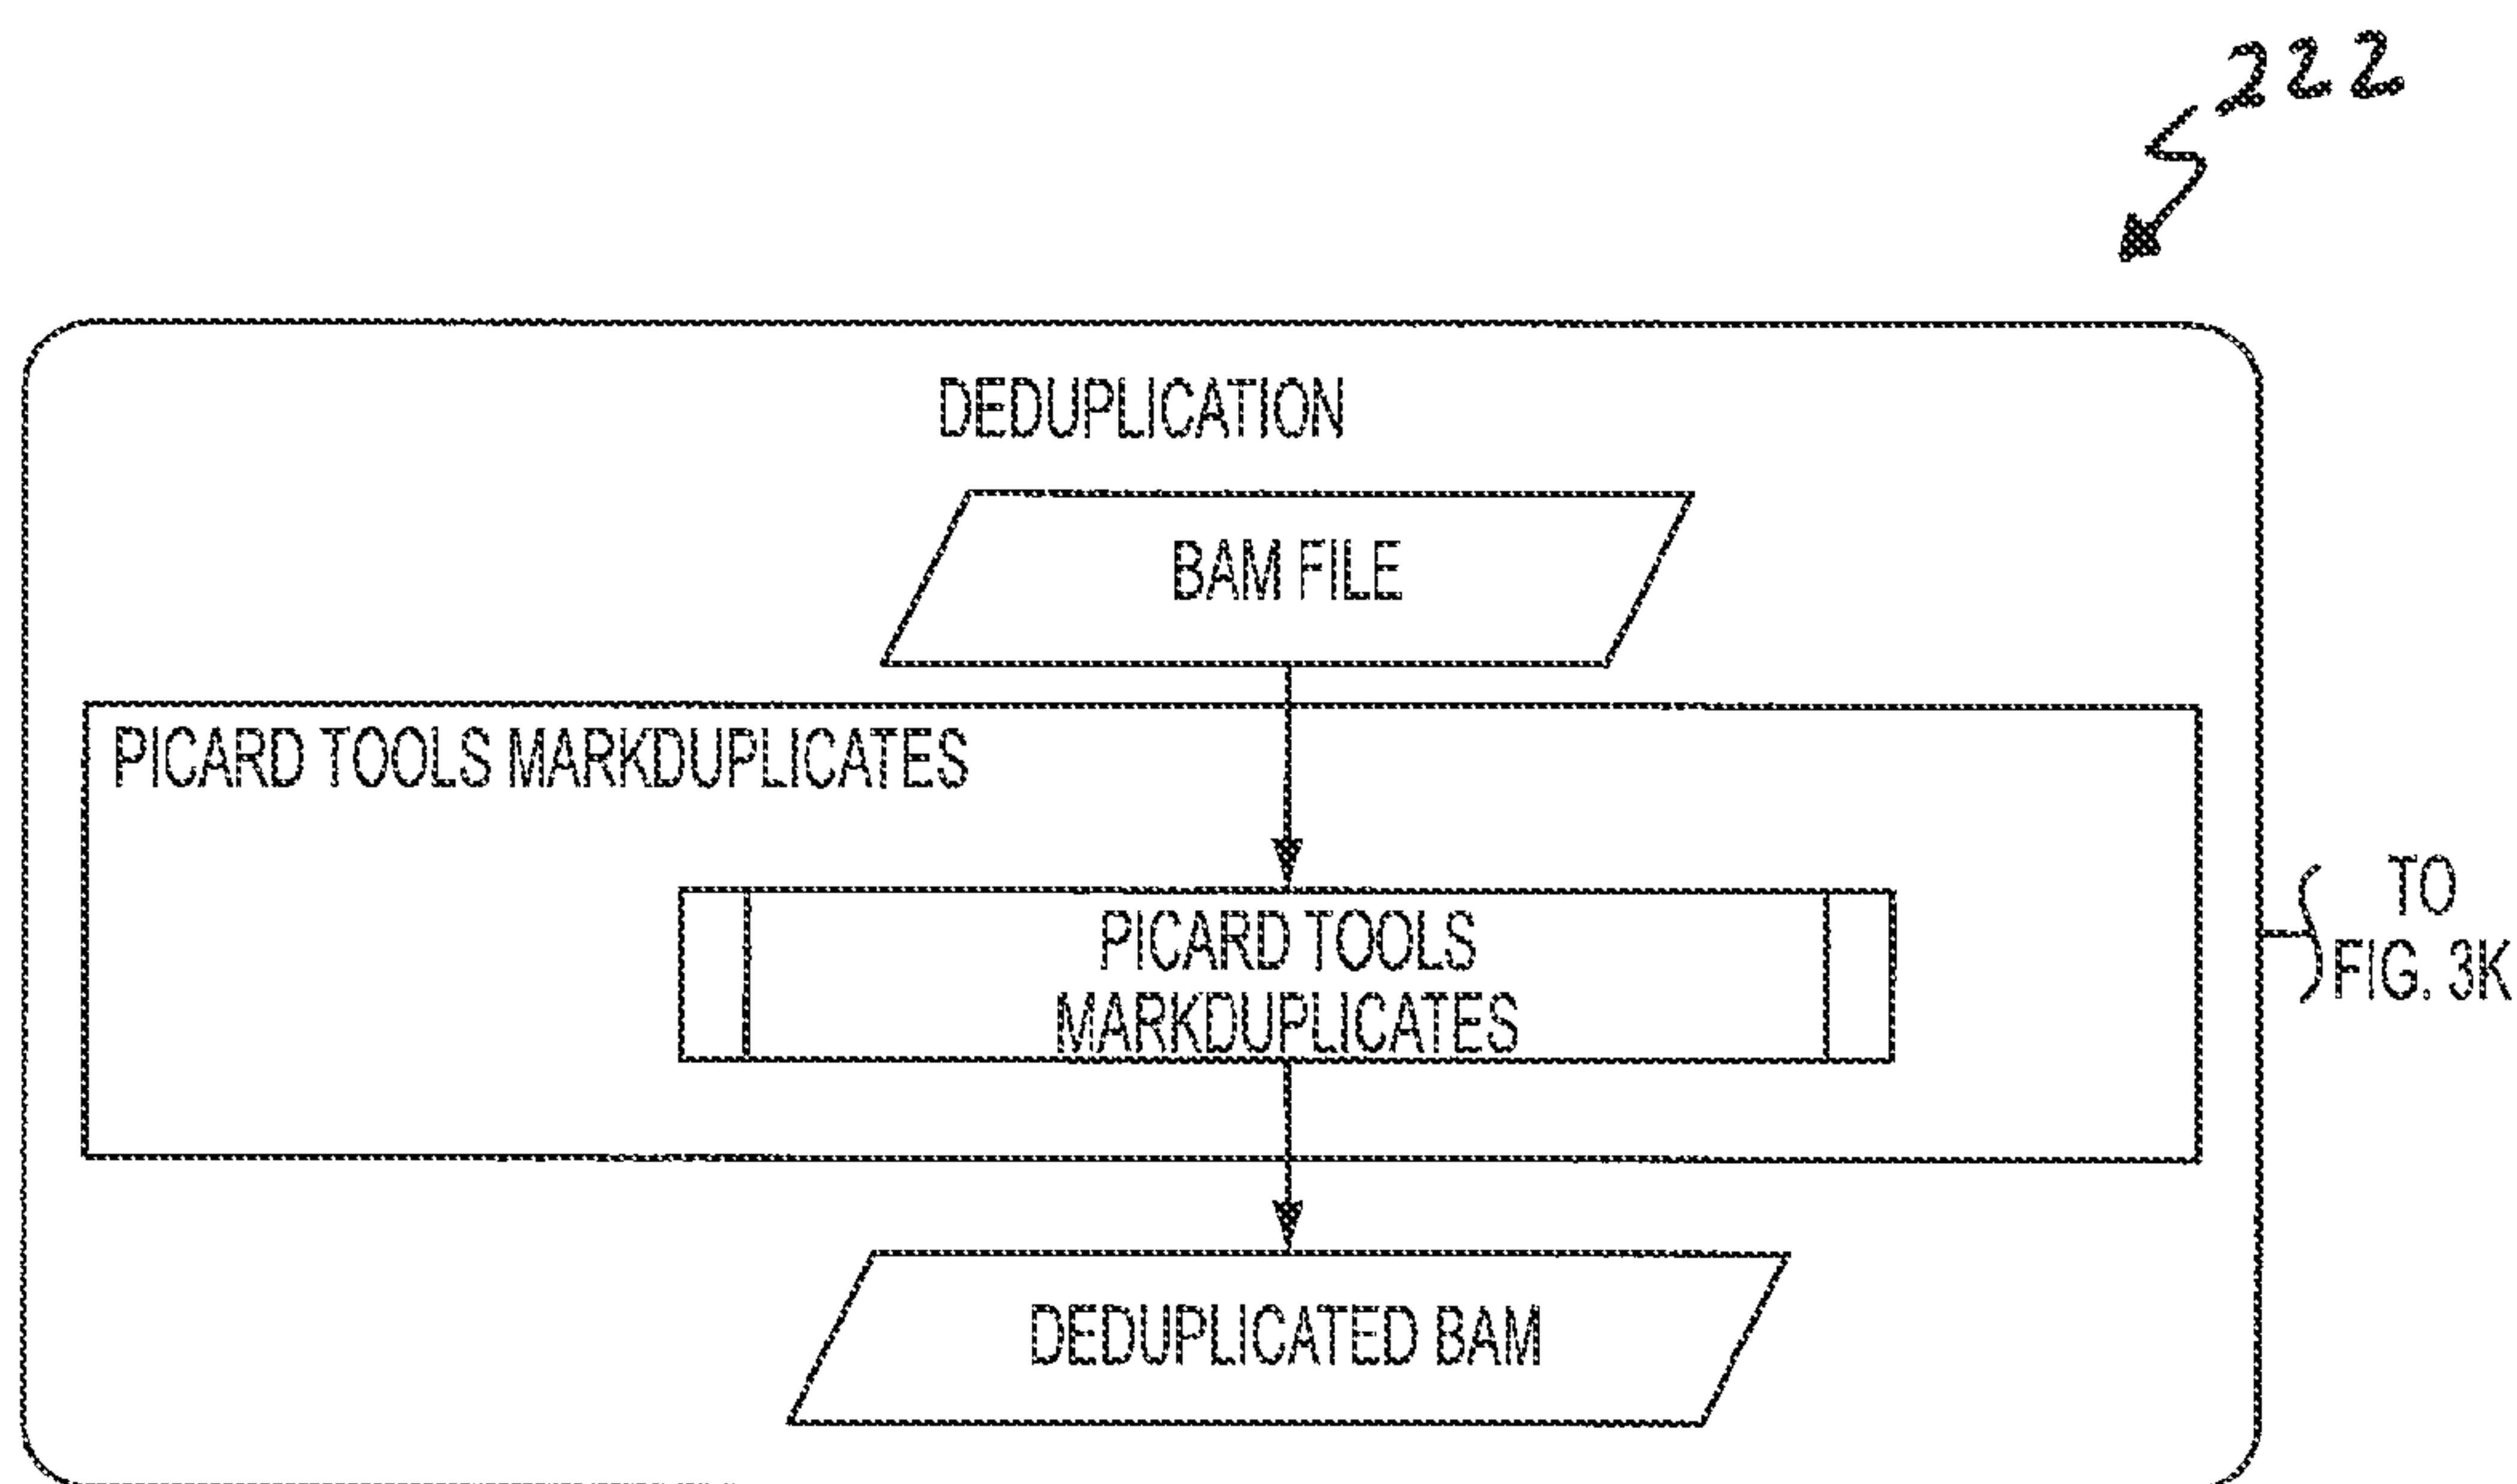 222
DEDUPLICATION
BAM FILE
PICARD TOOLS MARKDUPLICATES
PICARD TOOLS
MARKDUPLICATES
TO
FIG. 3K
DEDUPLICATED BAM